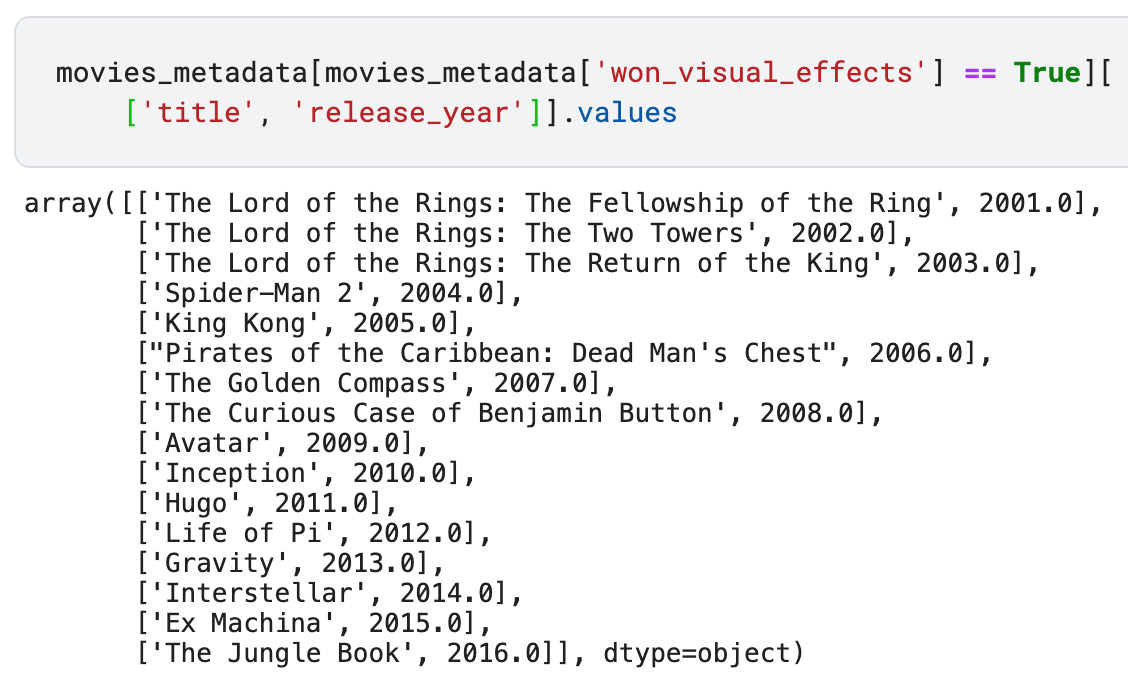 movies_metadata[movies_metadata['won_visual_effects'] == True][
['title', 'release_year']].values
array([['The Lord of the Rings: The Fellowship of the Ring', 2001.0],
['The Lord of the Rings: The Two Towers', 2002.0],
['The Lord of the Rings: The Return of the King', 2003.0],
['Spider-Man 2', 2004.0],
['King Kong', 2005.0],
["Pirates of the Caribbean: Dead Man's Chest", 2006.0],
['The Golden Compass', 2007.0],
['The Curious Case of Benjamin Button', 2008.0],
['Avatar', 2009.0],
['Inception', 2010.0],
['Hugo', 2011.0],
['Life of Pi', 2012.0],
['Gravity', 2013.0],
['Interstellar', 2014.0],
['Ex Machina', 2015.0],
['The Jungle Book', 2016.0]], dtype=object)